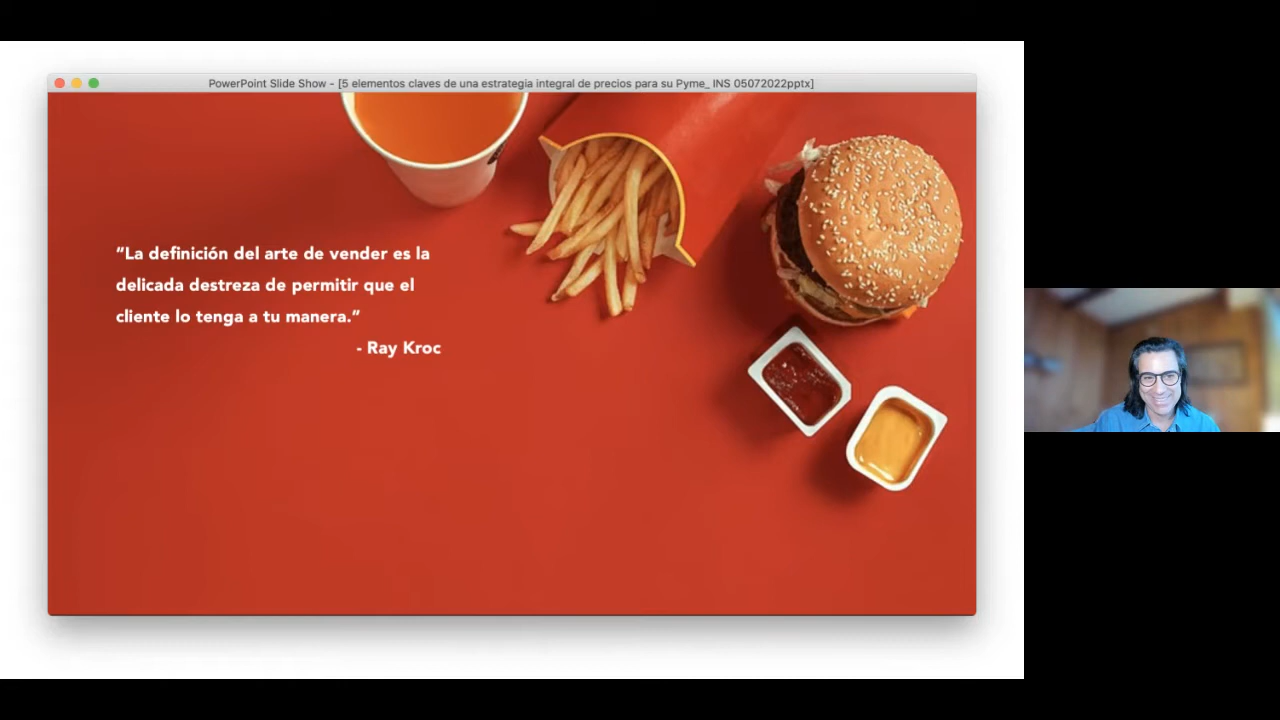 PowerPoint Slide Show - [5 elementos claves de una estrategia integral de precios para su Pyme_ INS 05072022pptx]
“La definición del arte de vender es la
delicada destreza de permitir que el
cliente lo tenga a tu manera.“
- Ray Kroc